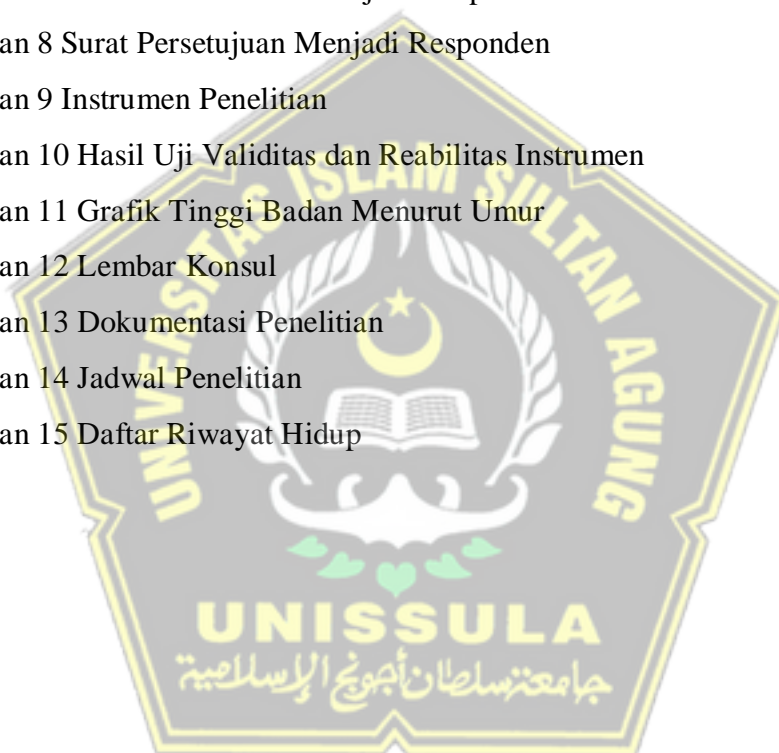 an 8 Surat Persetujuan Menjadi Responden
an 9 Instrumen Penelitian
an 10 Hasil Uji Validitas dan Reabilitas Instrumen
an 11 Grafik Tinggi Badan Menurut Umur
an 12 Lembar Konsul
an 13 Dokumentasi Penelitian
an 14 Jadwal Penelitian
an 15 Daftar Riwayat Hidup
UNIVERSITAS ISLAM SULTAN AGUNG
UNISSULA
جامعة سلطان أجونج الإسلامية